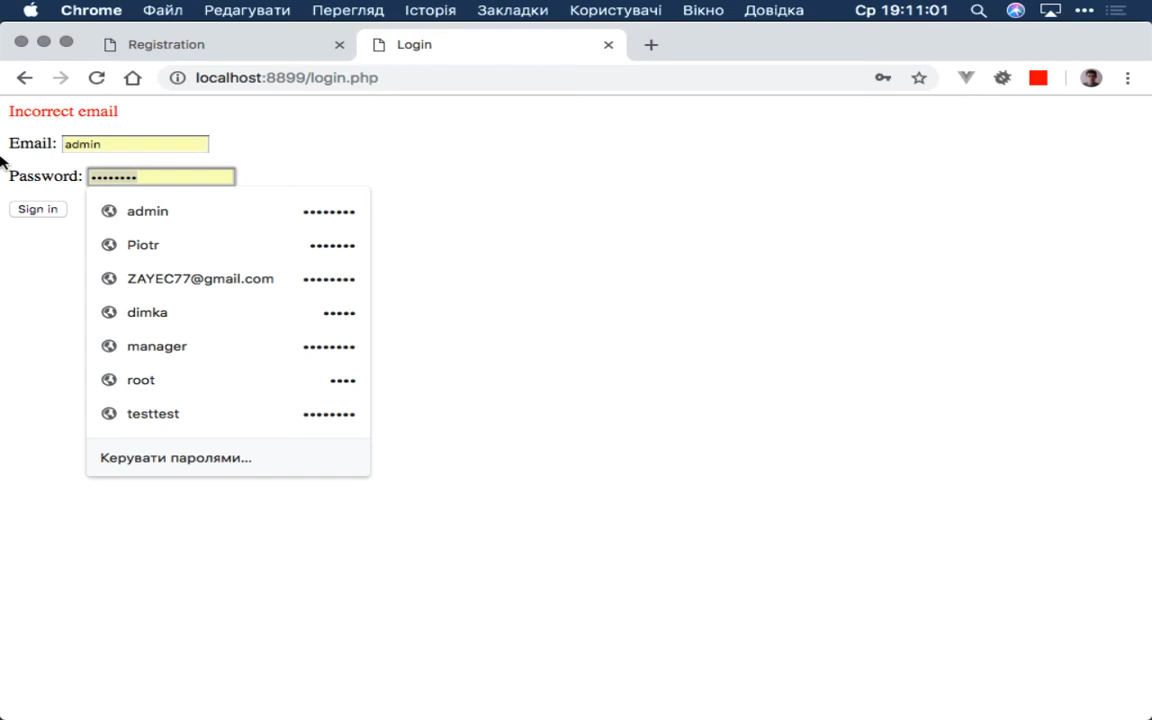 Chrome Файл Редагувати Перегляд Історія Закладки Користувачі Вікно Довідка Ср 19:11:01
Registration Login
localhost:8899/login.php
Incorrect email
Email: admin
Password: ••••••••
Sign in
admin ••••••••
Piotr •••••••
ZAYEC77@gmail.com ••••••••
dimka •••••
manager ••••••••
root ••••
testtest ••••••••
Керувати паролями...